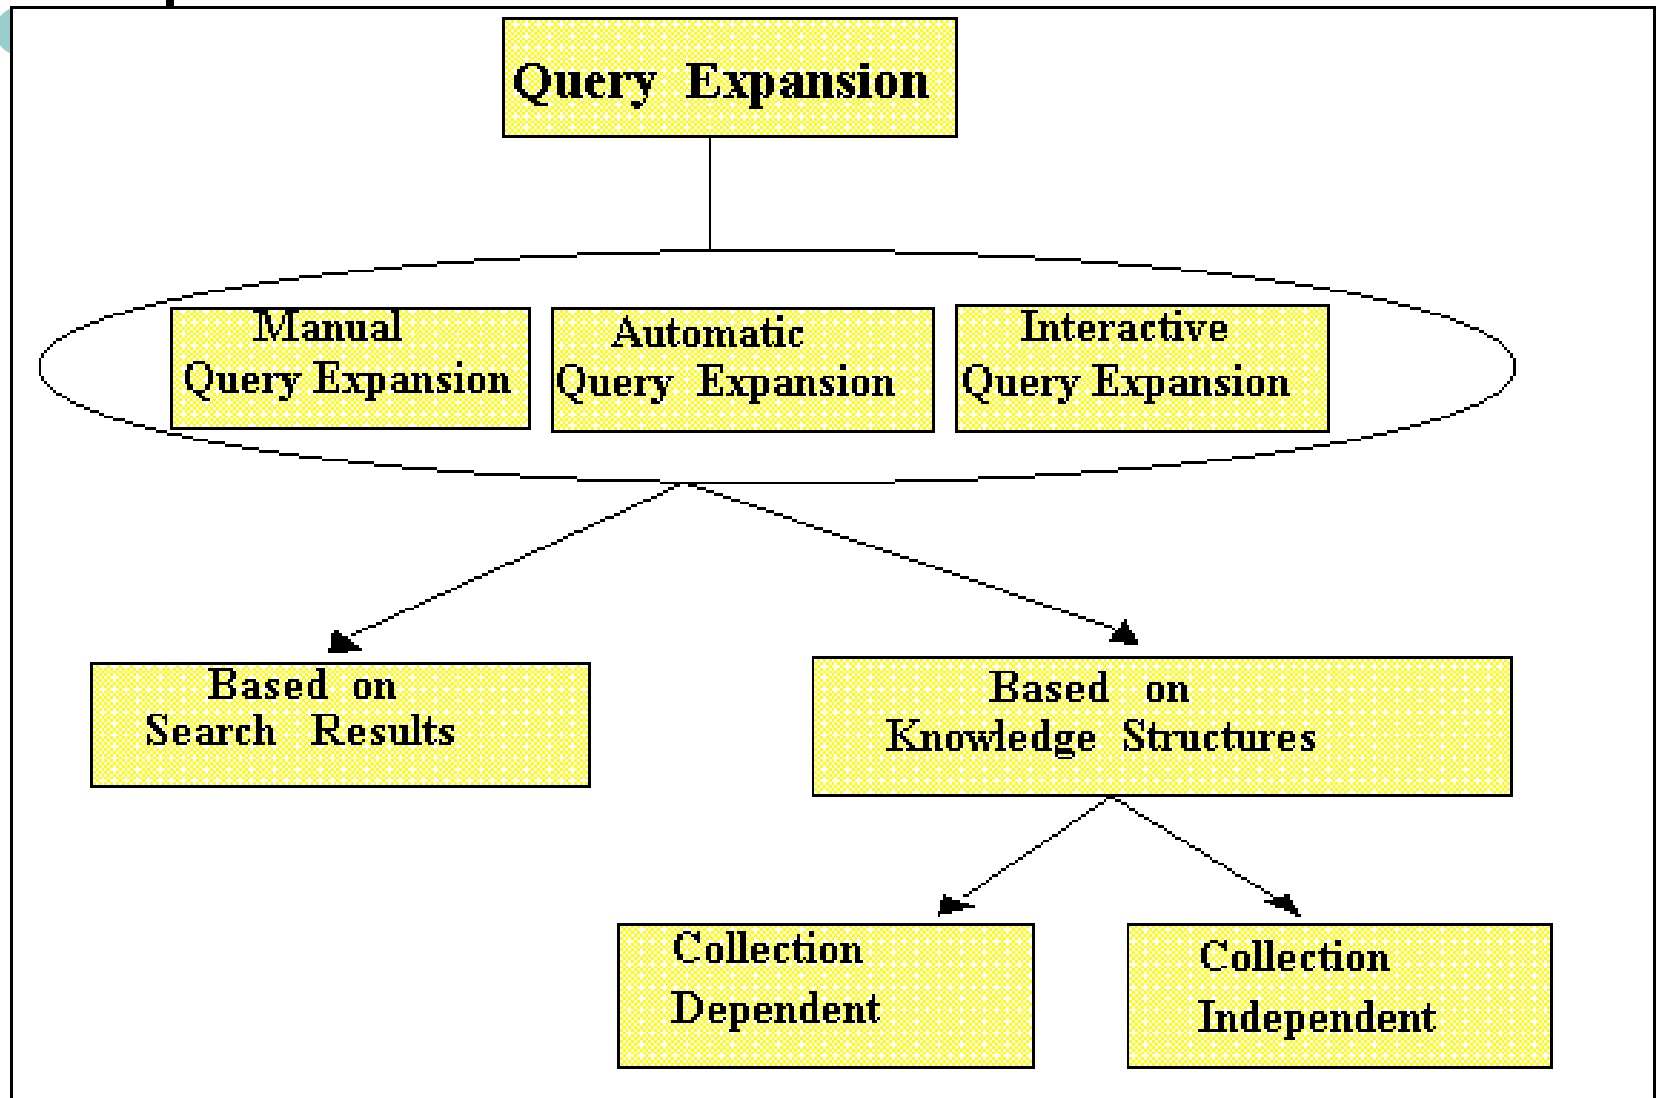 Query Expansion
Manual
Query Expansion
Automatic
Query Expansion
Interactive
Query Expansion
Based on
Search Results
Based on
Knowledge Structures
Collection
Dependent
Collection
Independent